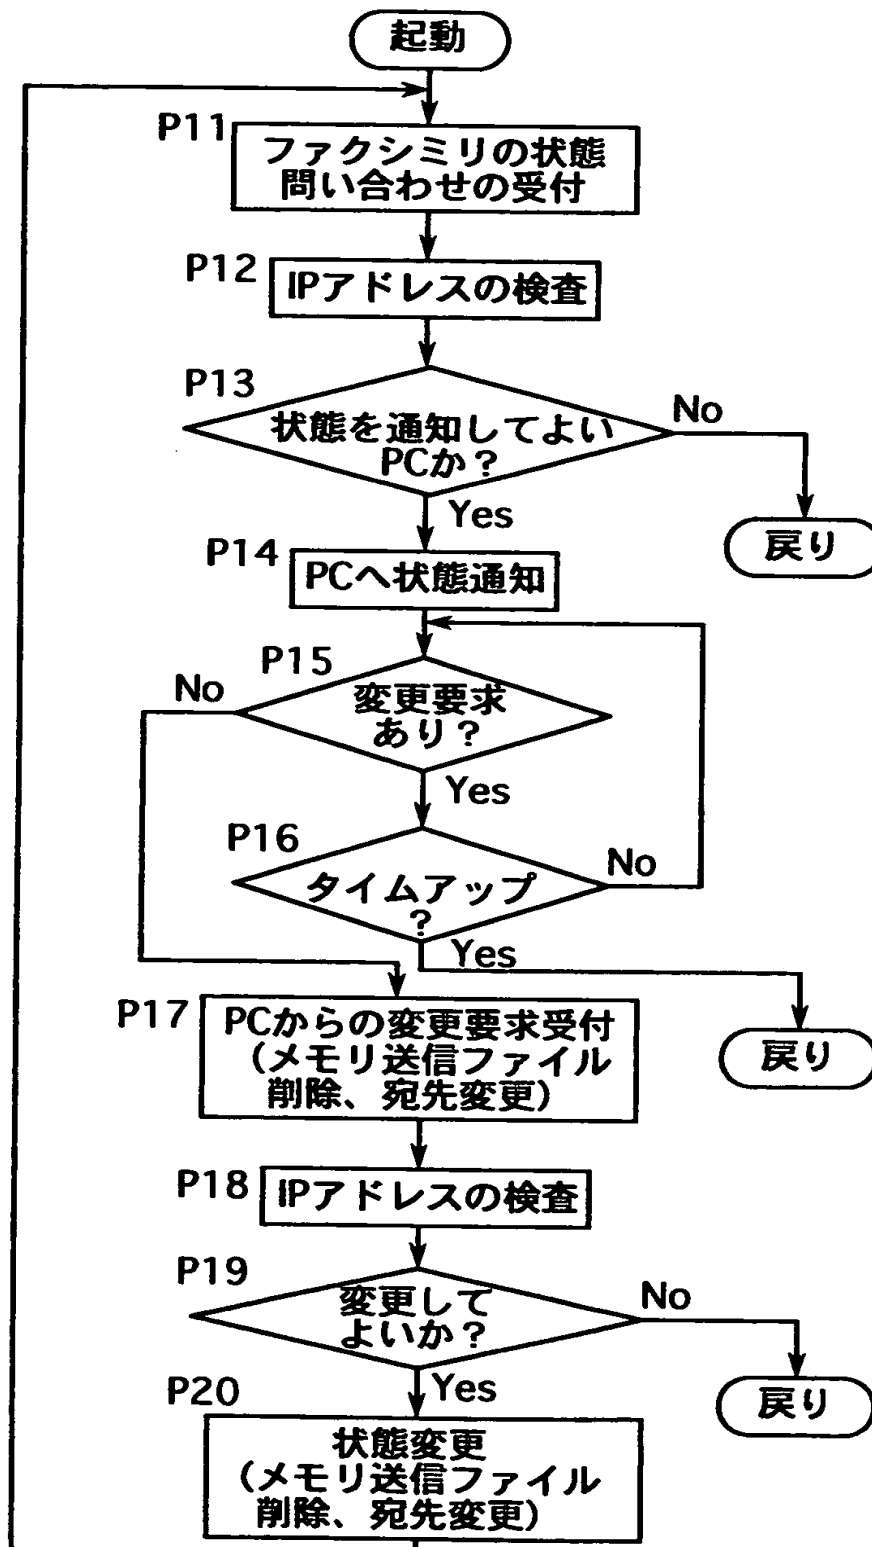 起動
P11
ファクシミリの状態
問い合わせの受付
P12
IPアドレスの検査
P13
状態を通知してよい
PCか？
No
Yes
戻り
P14
PCへ状態通知
P15
No
変更要求
あり？
Yes
P16
タイムアップ
？
No
Yes
戻り
P17
PCからの変更要求受付
（メモリ送信ファイル
削除、宛先変更）
P18
IPアドレスの検査
P19
変更して
よいか？
No
Yes
戻り
P20
状態変更
（メモリ送信ファイル
削除、宛先変更）